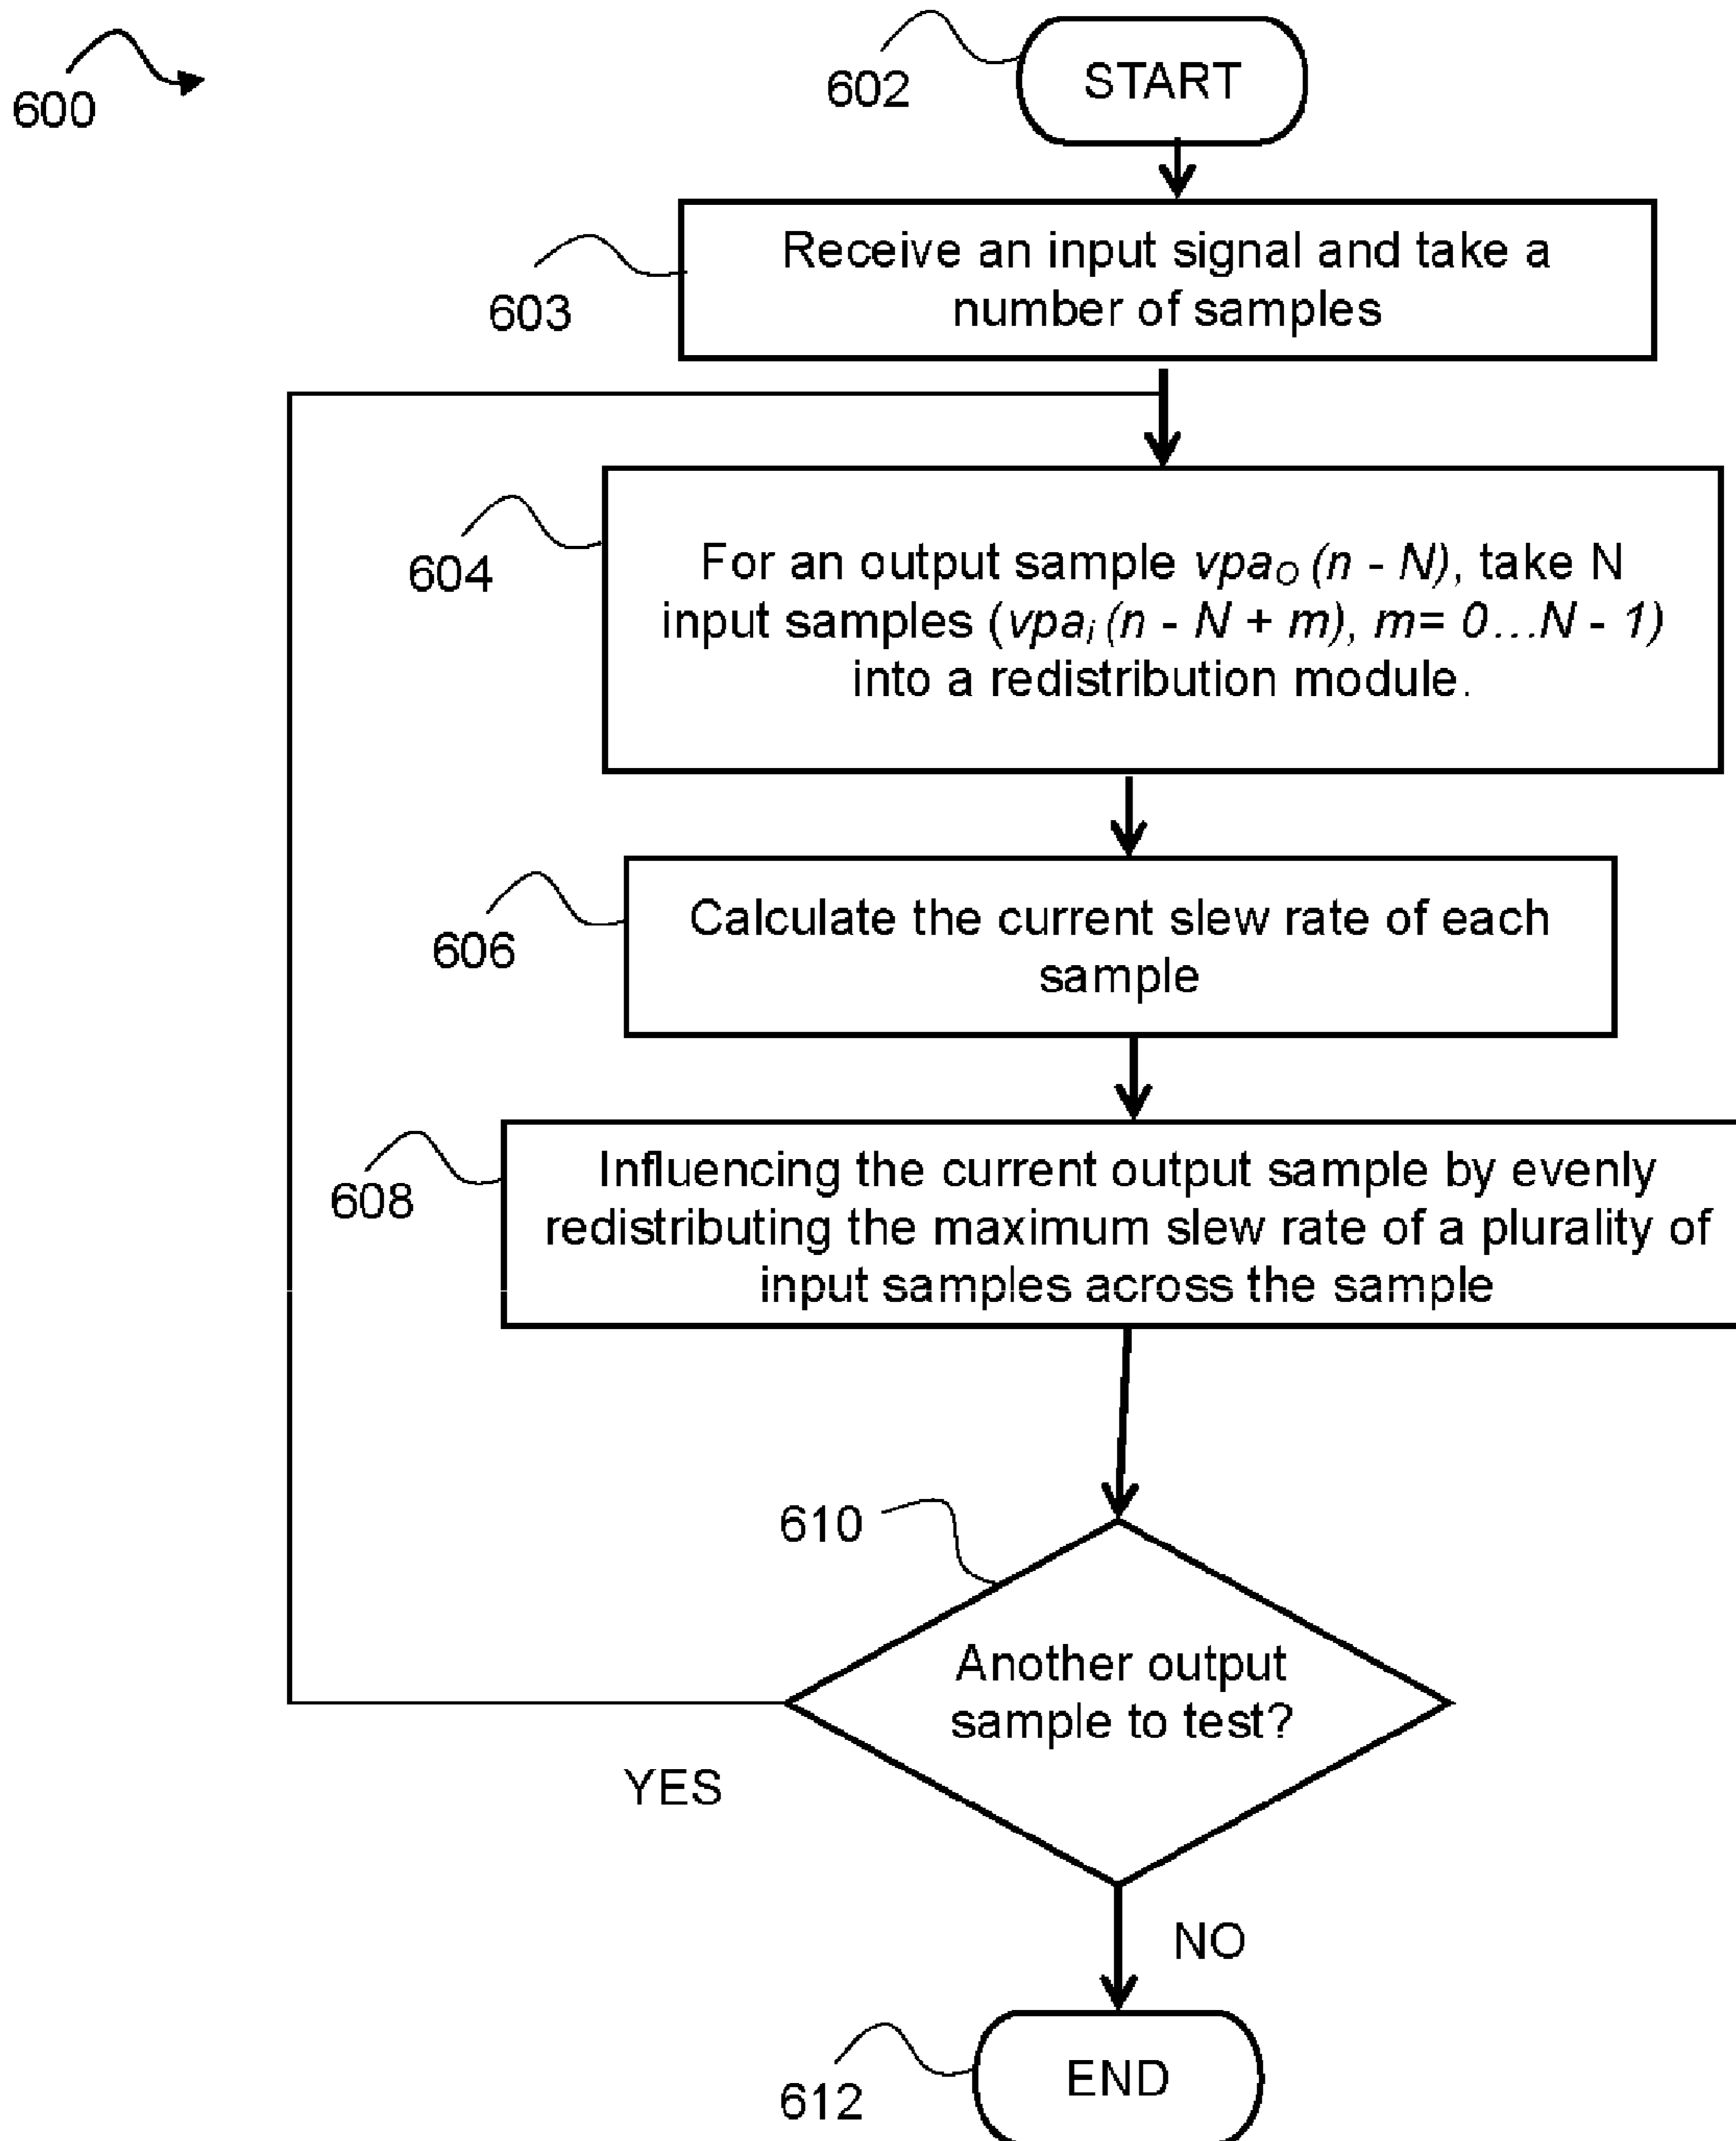 600
602
START
Receive an input signal and take a
number of samples
603
604
For an output sample vpaO (n - N), take N
input samples (vpai (n - N + m), m= 0...N - 1)
into a redistribution module.
606
Calculate the current slew rate of each
sample
608
Influencing the current output sample by evenly
redistributing the maximum slew rate of a plurality of
input samples across the sample
610
Another output
sample to test?
YES
NO
612
END